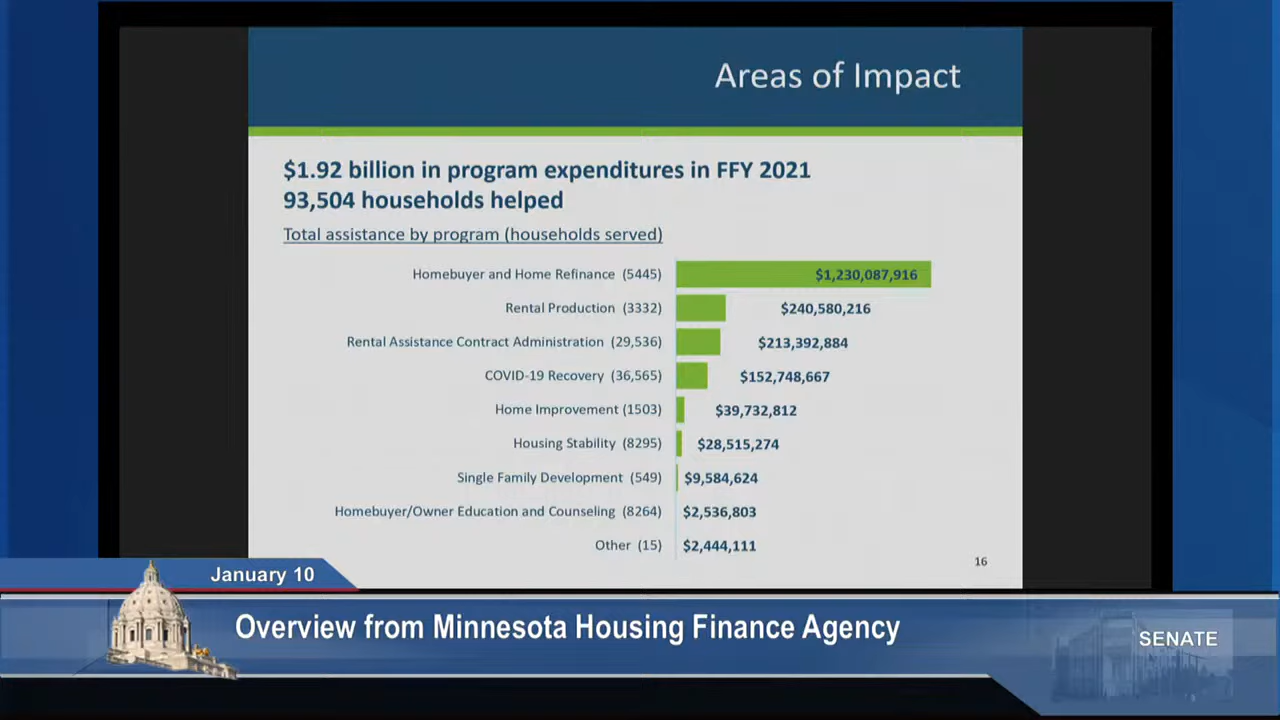 Areas of Impact
$1.92 billion in program expenditures in FFY 2021
93,504 households helped
Total assistance by program (households served)
Homebuyer and Home Refinance (5445) $1,230,087,916
Rental Production (3332) $240,580,216
Rental Assistance Contract Administration (29,536) $213,392,884
COVID-19 Recovery (36,565) $152,748,667
Home Improvement (1503) $39,732,812
Housing Stability (8295) $28,515,274
Single Family Development (549) $9,584,624
Homebuyer/Owner Education and Counseling (8264) $2,536,803
Other (15) $2,444,111
16
January 10
Overview from Minnesota Housing Finance Agency
SENATE